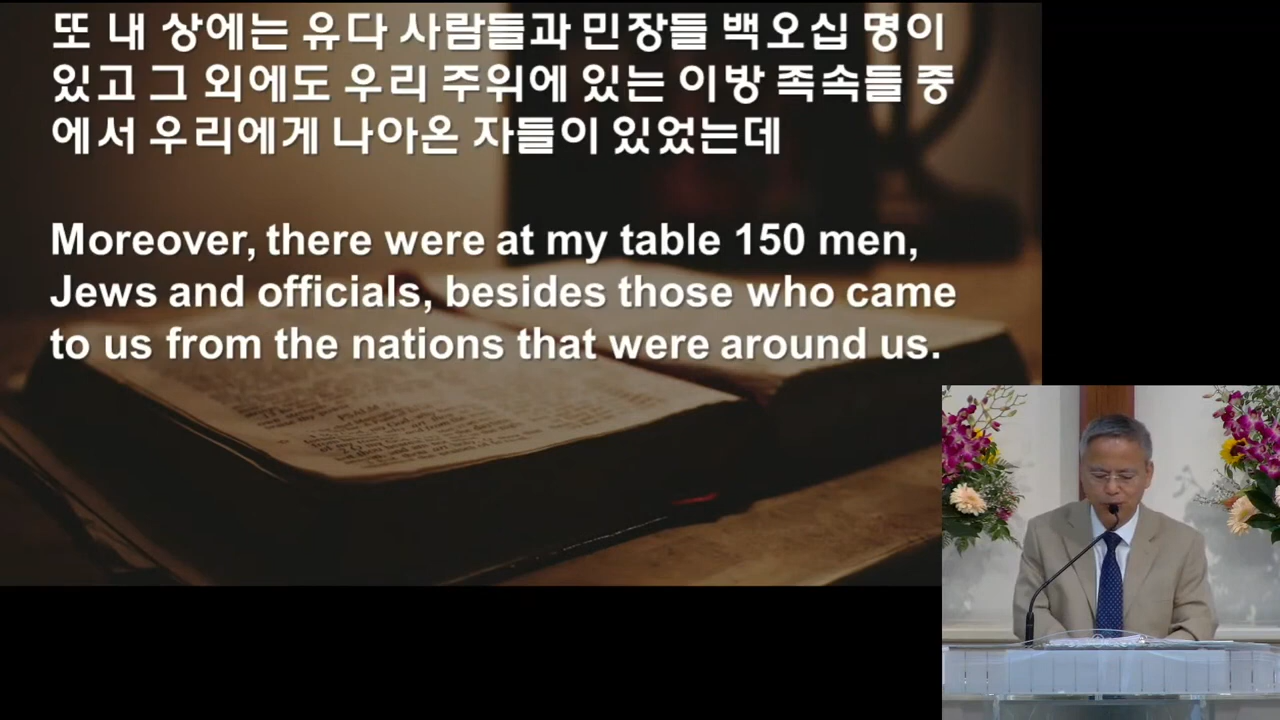 또 내 상에는 유다 사람들과 민장들 백오십 명이
있고 그 외에도 우리 주위에 있는 이방 족속들 중
에서 우리에게 나아온 자들이 있었는데
Moreover, there were at my table 150 men,
Jews and officials, besides those who came
to us from the nations that were around us.